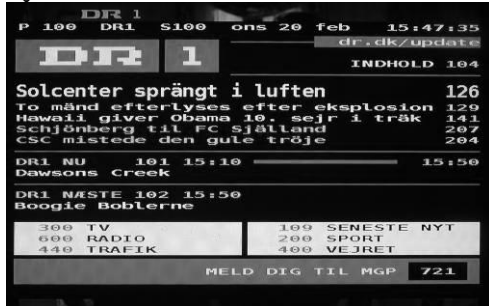 DR 1
P 100 DR1 S100 ons 20 feb 15:47:35
dr.dk/update
DR 1
INDHOLD 104
Solcenter sprängt i luften 126
To mänd efterlyses efter eksplosion 129
Hawaii giver Obama 10. sejr i träk 141
Schjönberg til FC Själland 207
CSC mistede den gule tröje 204
DR1 NU 101 15:10 15:50
Dawsons Creek
DR1 NÆSTE 102 15:50
Boogie Boblerne
300 TV 109 SENESTE NYT
600 RADIO 200 SPORT
440 TRAFIK 400 VEJRET
MELD DIG TIL MGP 721